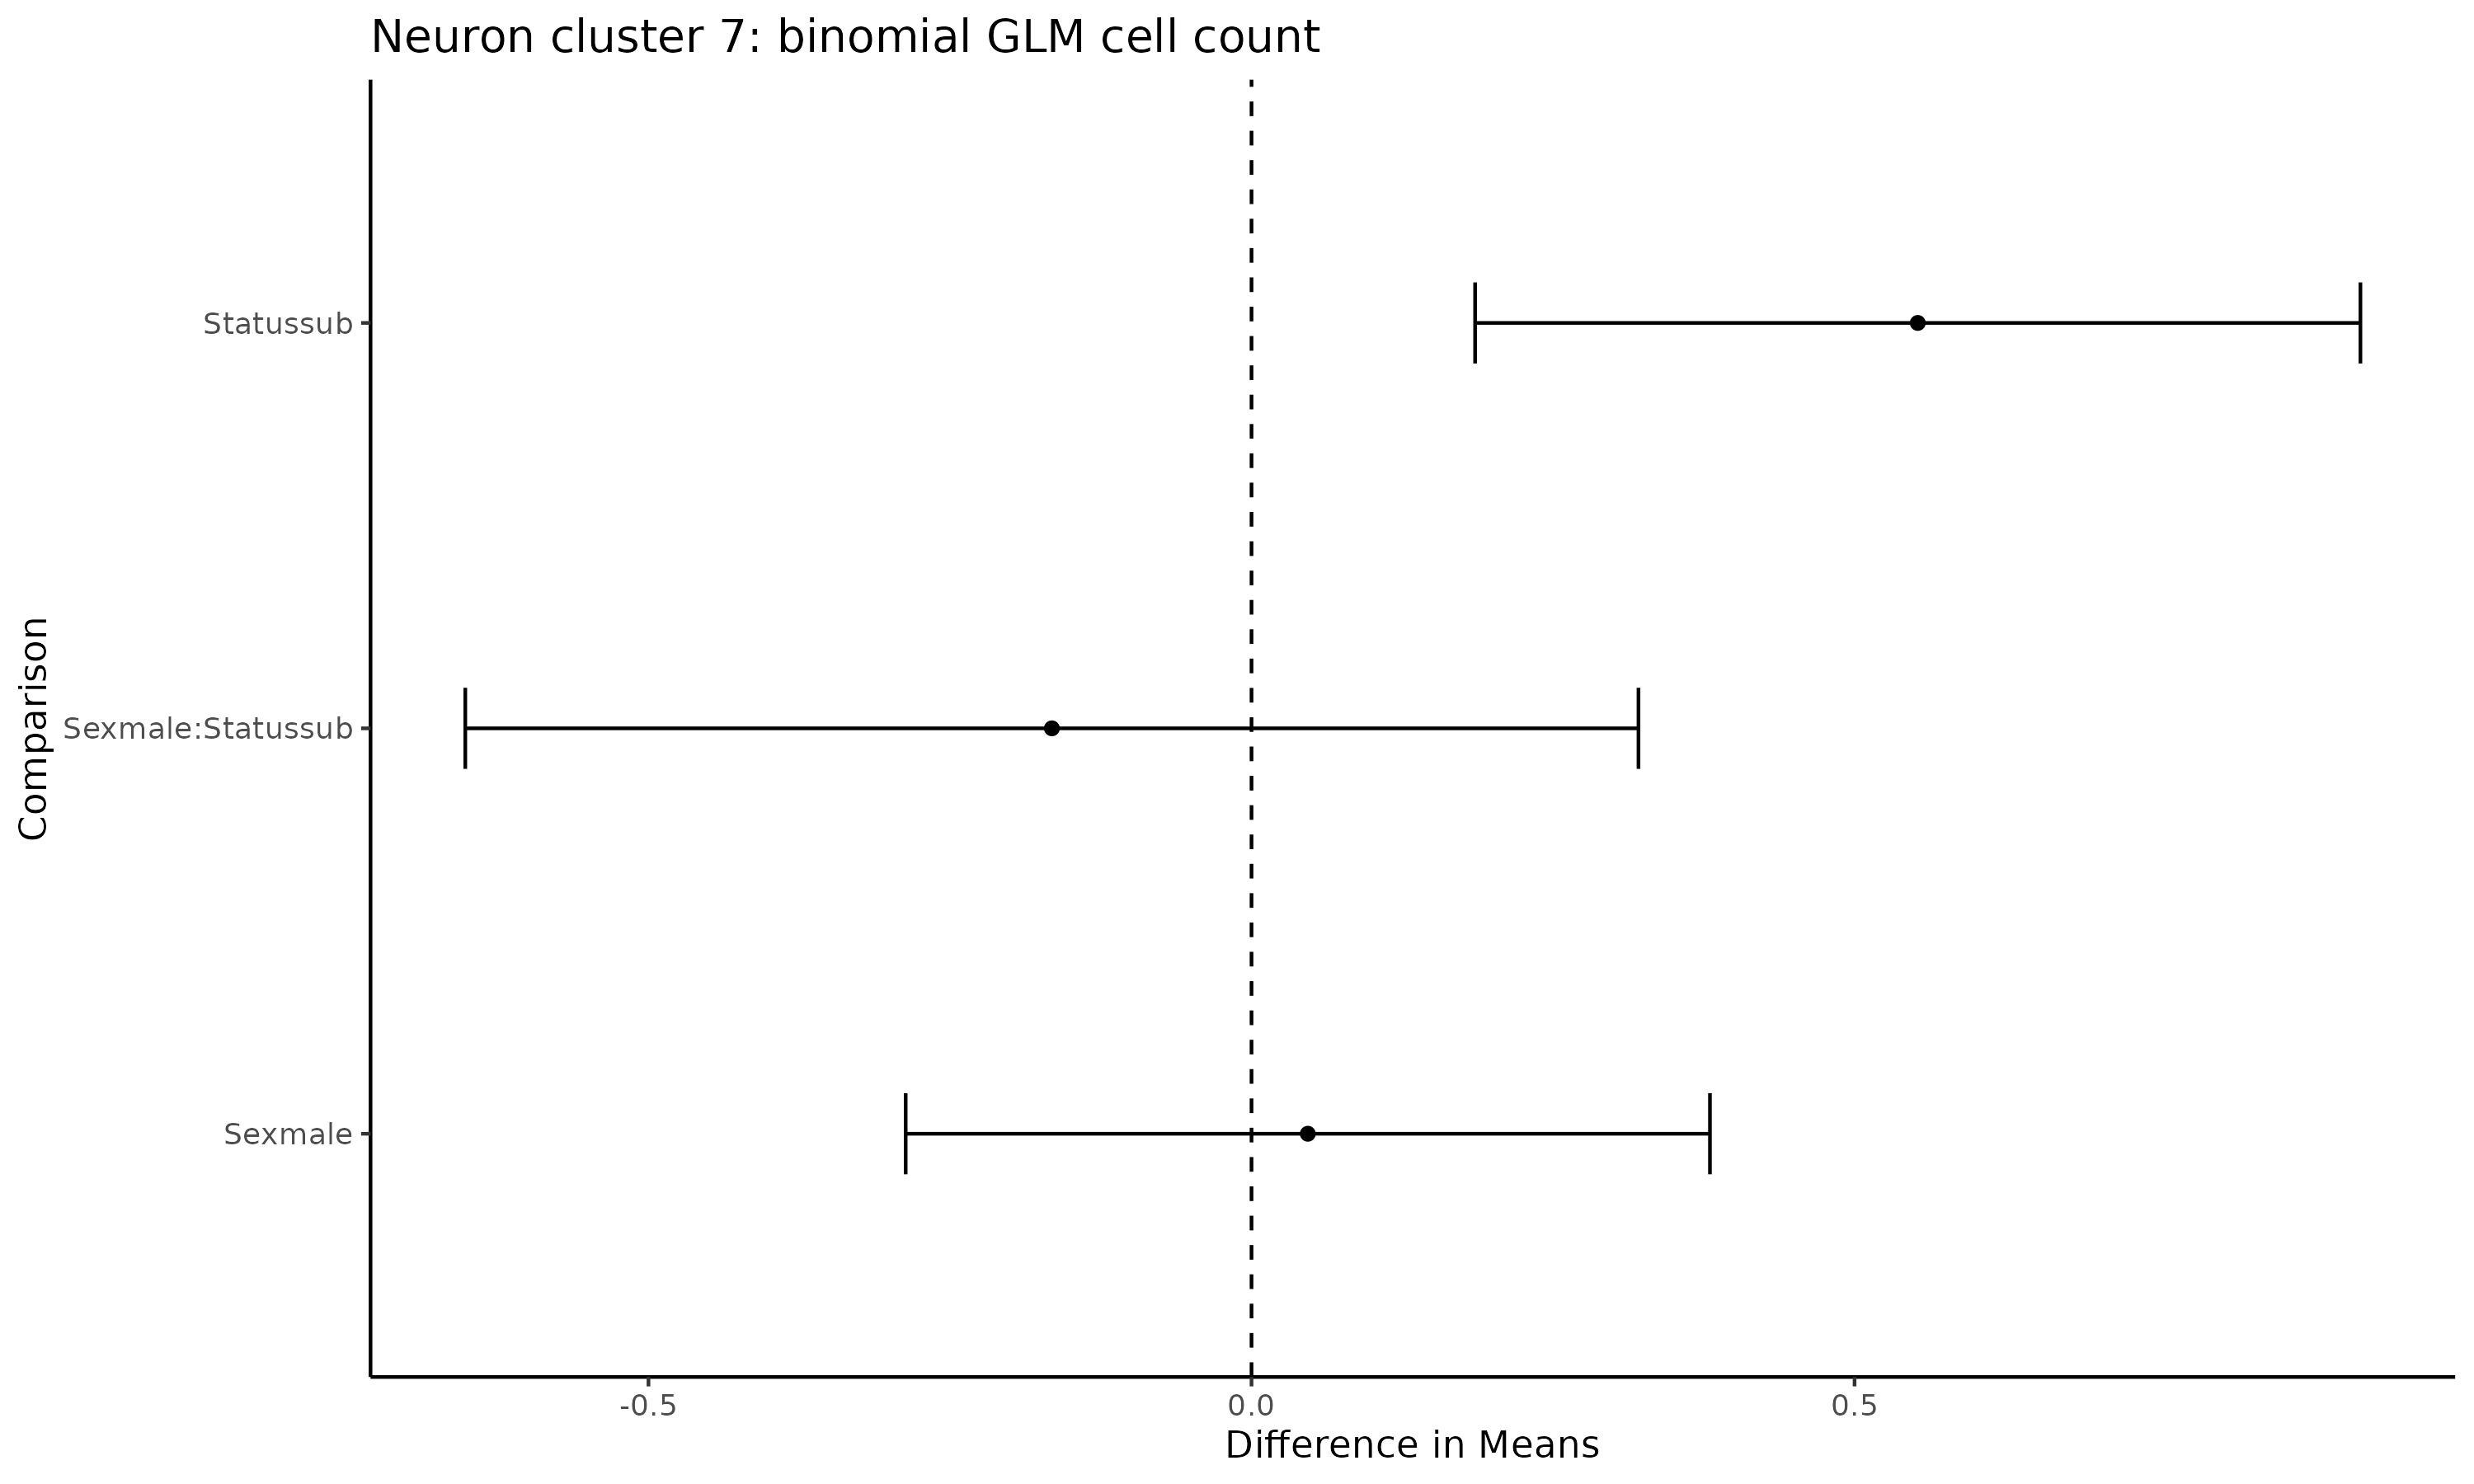 Neuron cluster 7: binomial GLM cell count
Comparison
Statussub
Sexmale:Statussub
Sexmale
-0.5
0.0
0.5
Difference in Means